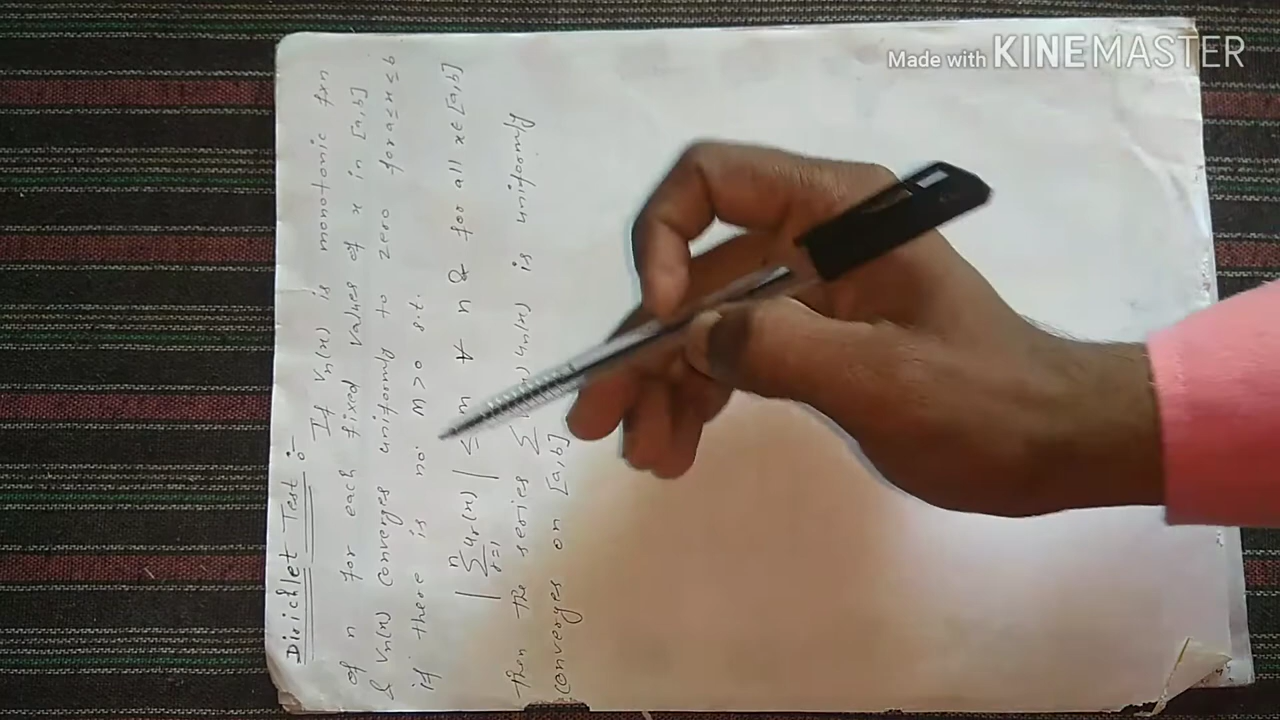 Dirichlet Test :-
If vn(x) is monotonic fxn
of n for each fixed values of x in [a,b]
& vn(x) converges uniformly to zero for a≤x≤b
if there is no. M>0 s.t.
| n∑r=1 ur(x) | ≤ m ∀ n & for all x∈[a,b]
Then the series ∑ un(x) is uniformly
converges on [a,b]
Made with KINEMASTER